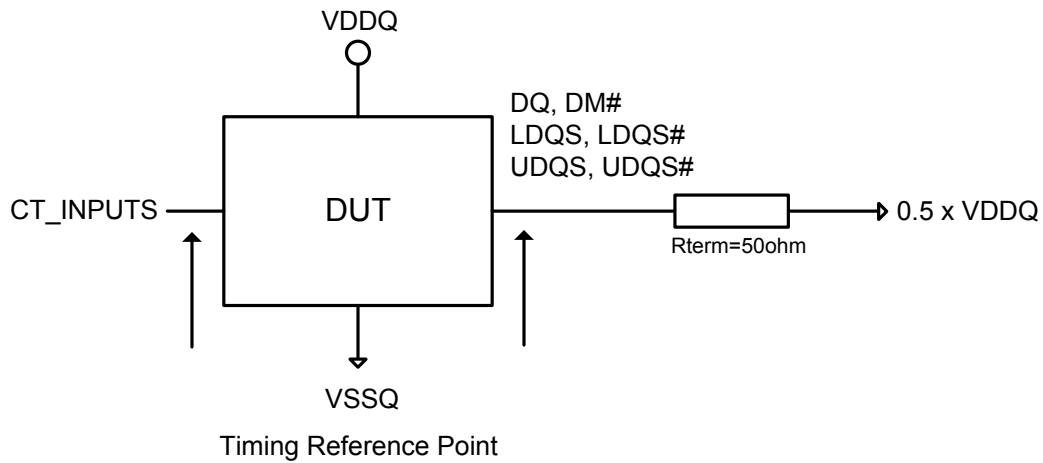 VDDQ
DQ, DM#
LDQS, LDQS#
UDQS, UDQS#
CT_INPUTS
DUT
0.5 x VDDQ
Rterm=50ohm
VSSQ
Timing Reference Point